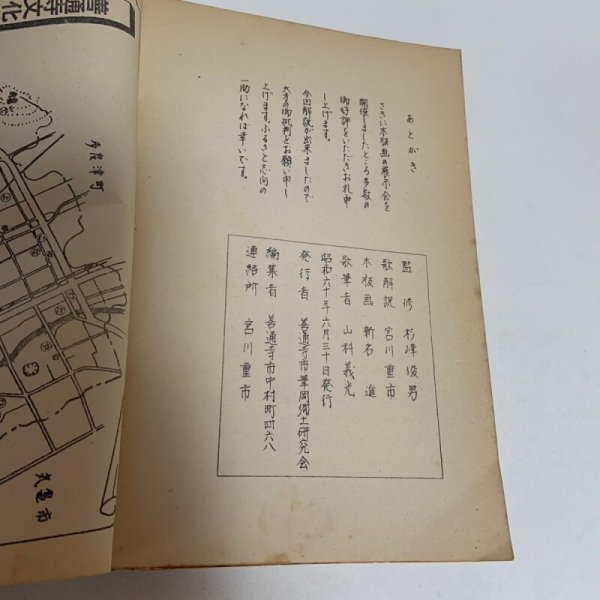 あとがき
さきに木版画の展示会を
開催しましたところ多数の
御好評をいただきお礼申
し上げます。
今回解説が出来ましたので
大方の御批判をお願い申し
上げます。ふるさと志向の
一助になれば幸いです。
監修 杉峰俊男
歌解説 宮川重市
木版画 新名進
歌筆者 山科義光
昭和六十年六月三十日発行
発行者 善通寺市筆岡郷土研究会
編集者 善通寺市中村町四六八
連絡所 宮川重市
善通寺文化
多度津町
丸亀市